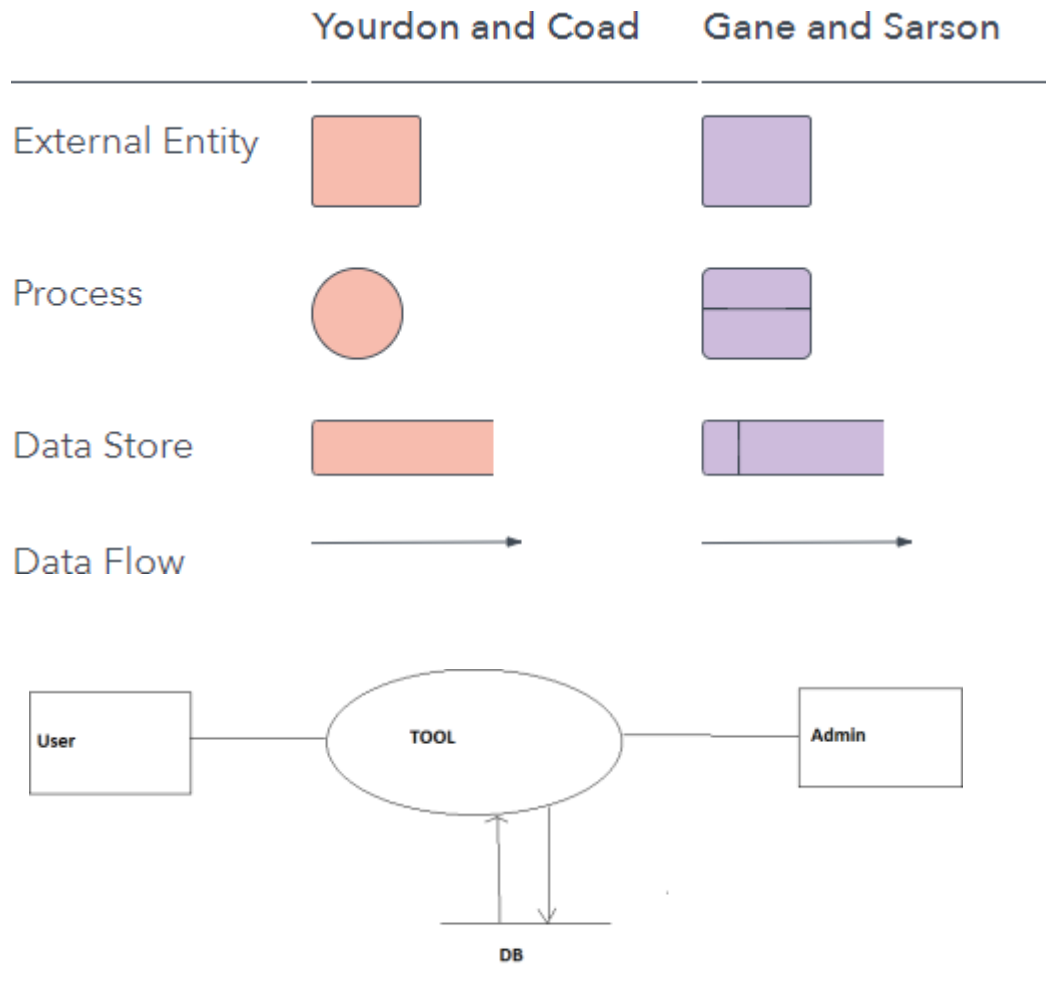 Yourdon and Coad Gane and Sarson
External Entity
Process
Data Store
Data Flow
User TOOL Admin
DB